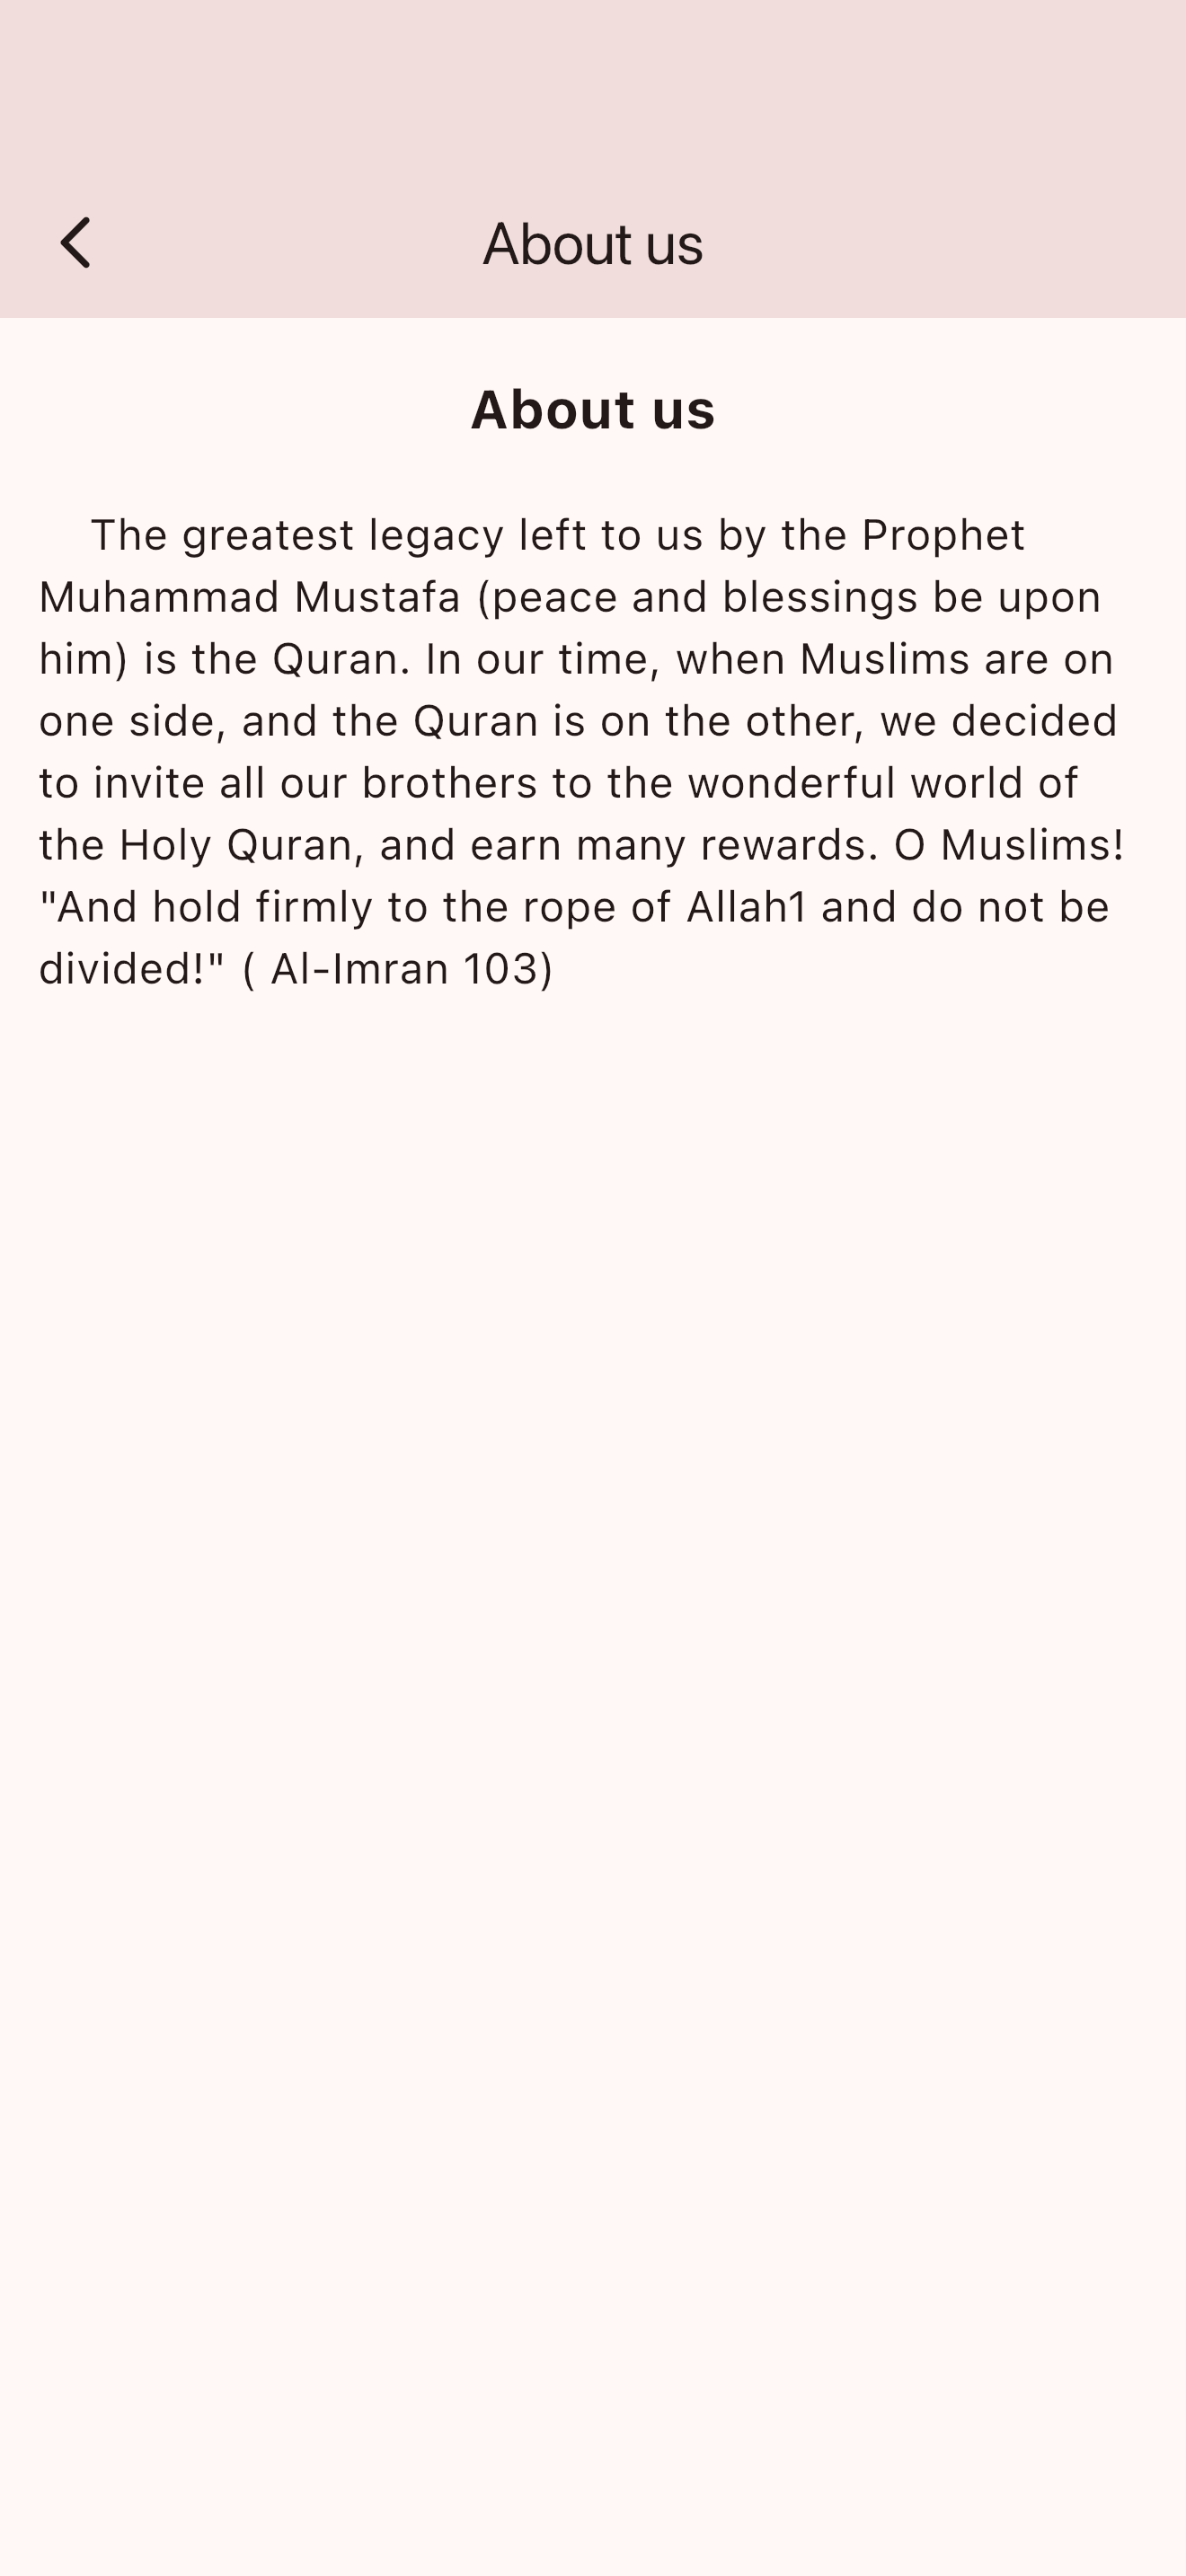 About us
About us
The greatest legacy left to us by the Prophet
Muhammad Mustafa (peace and blessings be upon
him) is the Quran. In our time, when Muslims are on
one side, and the Quran is on the other, we decided
to invite all our brothers to the wonderful world of
the Holy Quran, and earn many rewards. O Muslims!
"And hold firmly to the rope of Allah1 and do not be
divided!" ( Al-Imran 103)